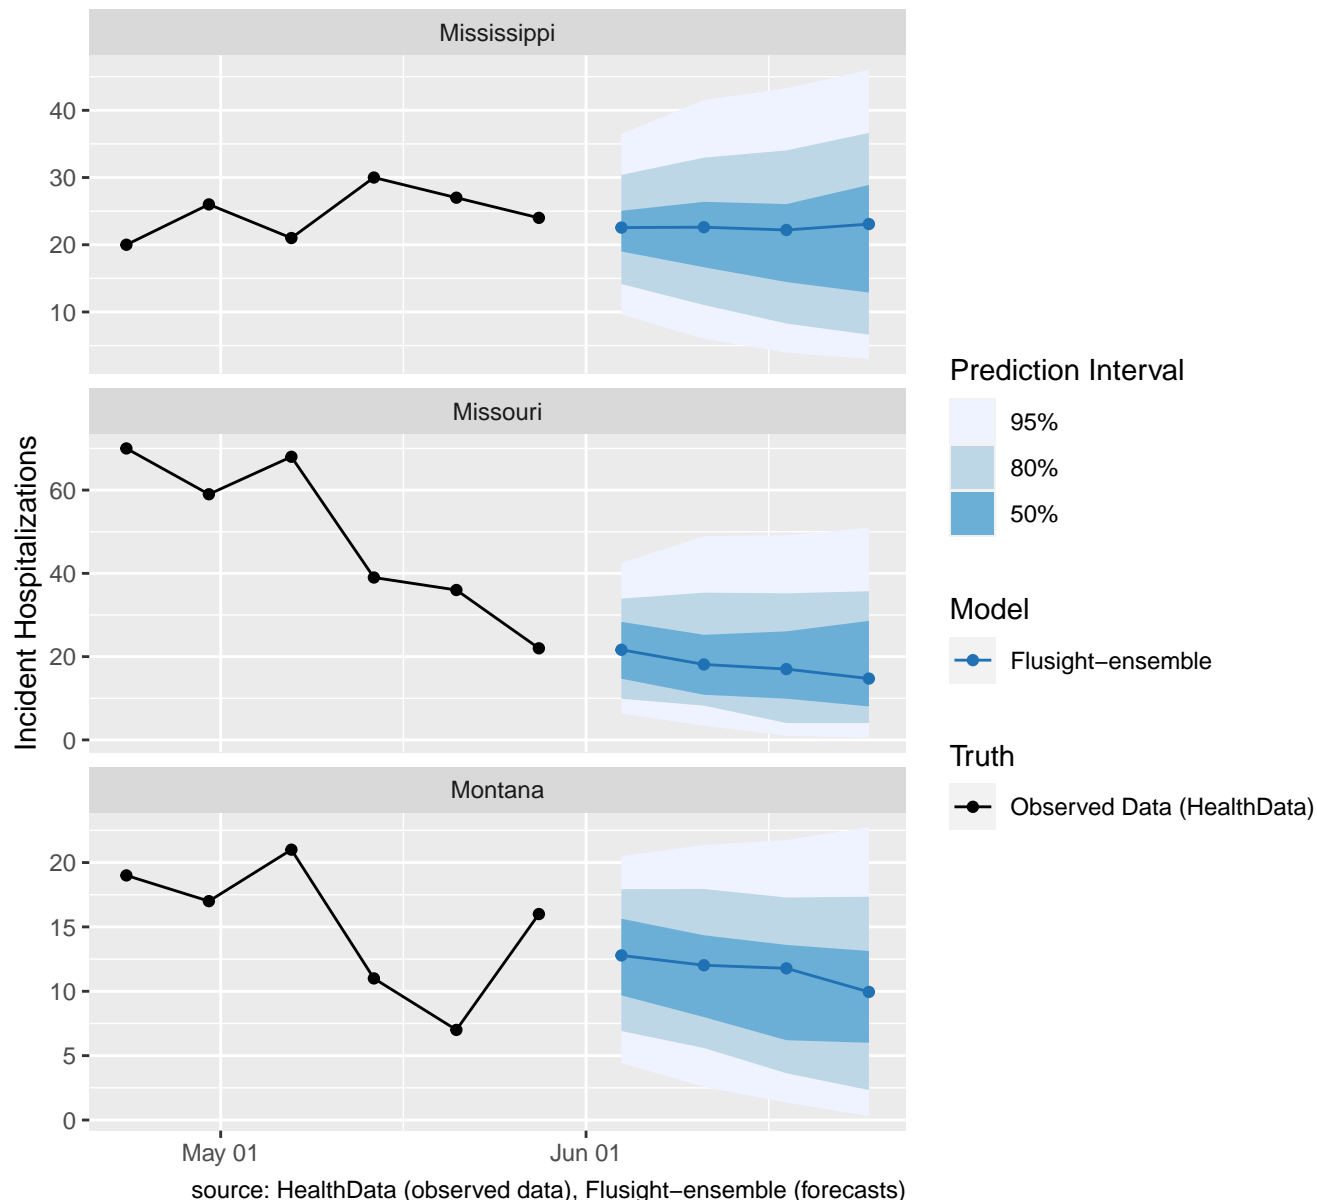 Mississippi
40
30
20
10
Missouri
60
40
20
0
Montana
20
15
10
5
0
May 01
Jun 01
Incident Hospitalizations
source: HealthData (observed data), Flusight−ensemble (forecasts)
Prediction Interval
95%
80%
50%
Model
Flusight−ensemble
Truth
Observed Data (HealthData)